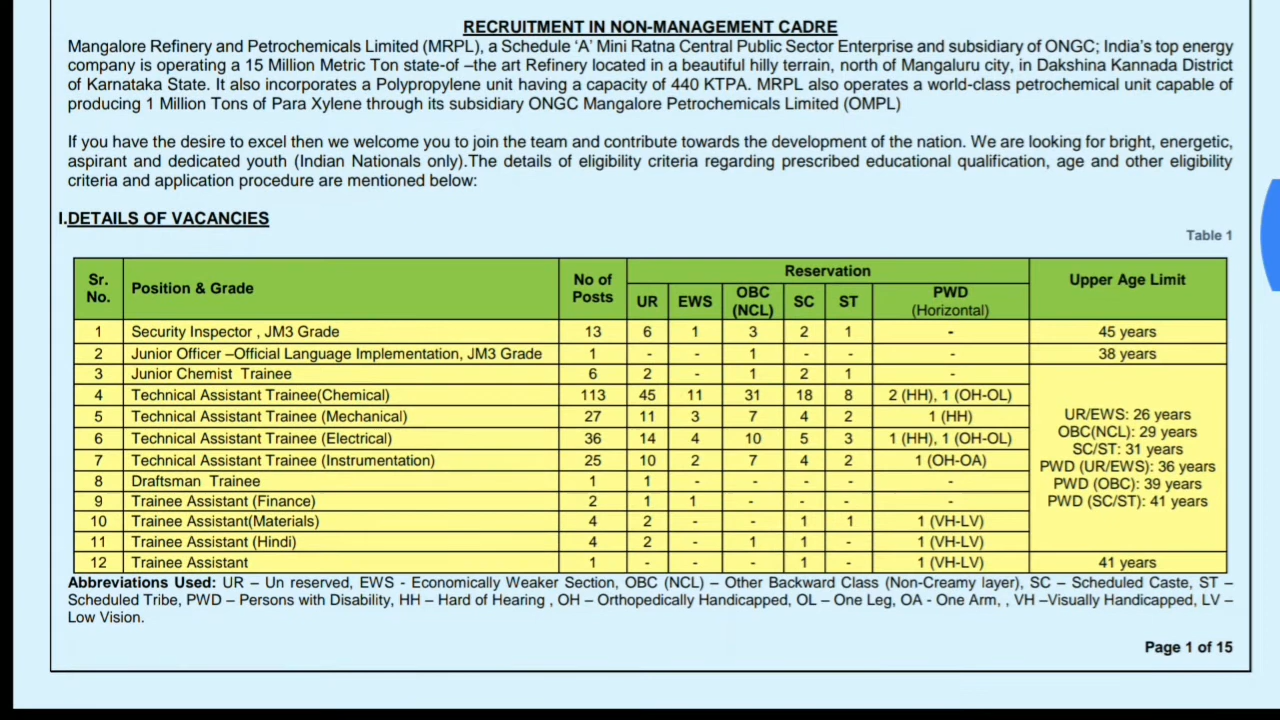 RECRUITMENT IN NON-MANAGEMENT CADRE
Mangalore Refinery and Petrochemicals Limited (MRPL), a Schedule ‘A’ Mini Ratna Central Public Sector Enterprise and subsidiary of ONGC; India’s top energy
company is operating a 15 Million Metric Ton state-of –the art Refinery located in a beautiful hilly terrain, north of Mangaluru city, in Dakshina Kannada District
of Karnataka State. It also incorporates a Polypropylene unit having a capacity of 440 KTPA. MRPL also operates a world-class petrochemical unit capable of
producing 1 Million Tons of Para Xylene through its subsidiary ONGC Mangalore Petrochemicals Limited (OMPL)
If you have the desire to excel then we welcome you to join the team and contribute towards the development of the nation. We are looking for bright, energetic,
aspirant and dedicated youth (Indian Nationals only).The details of eligibility criteria regarding prescribed educational qualification, age and other eligibility
criteria and application procedure are mentioned below:
I.DETAILS OF VACANCIES
Table 1
Sr. No. Position & Grade No of Posts Reservation Upper Age Limit
UR EWS OBC (NCL) SC ST PWD (Horizontal)
1 Security Inspector , JM3 Grade 13 6 1 3 2 1 - 45 years
2 Junior Officer –Official Language Implementation, JM3 Grade 1 - - 1 - - - 38 years
3 Junior Chemist Trainee 6 2 - 1 2 1 -
4 Technical Assistant Trainee(Chemical) 113 45 11 31 18 8 2 (HH), 1 (OH-OL)
5 Technical Assistant Trainee (Mechanical) 27 11 3 7 4 2 1 (HH)
6 Technical Assistant Trainee (Electrical) 36 14 4 10 5 3 1 (HH), 1 (OH-OL)
7 Technical Assistant Trainee (Instrumentation) 25 10 2 7 4 2 1 (OH-OA)
8 Draftsman Trainee 1 1 - - - - -
9 Trainee Assistant (Finance) 2 1 1 - - - -
10 Trainee Assistant(Materials) 4 2 - - 1 1 1 (VH-LV)
11 Trainee Assistant (Hindi) 4 2 - 1 1 - 1 (VH-LV)
UR/EWS: 26 years
OBC(NCL): 29 years
SC/ST: 31 years
PWD (UR/EWS): 36 years
PWD (OBC): 39 years
PWD (SC/ST): 41 years
12 Trainee Assistant 1 - - - 1 - 1 (VH-LV) 41 years
Abbreviations Used: UR – Un reserved, EWS - Economically Weaker Section, OBC (NCL) – Other Backward Class (Non-Creamy layer), SC – Scheduled Caste, ST –
Scheduled Tribe, PWD – Persons with Disability, HH – Hard of Hearing , OH – Orthopedically Handicapped, OL – One Leg, OA - One Arm, , VH –Visually Handicapped, LV –
Low Vision.
Page 1 of 15